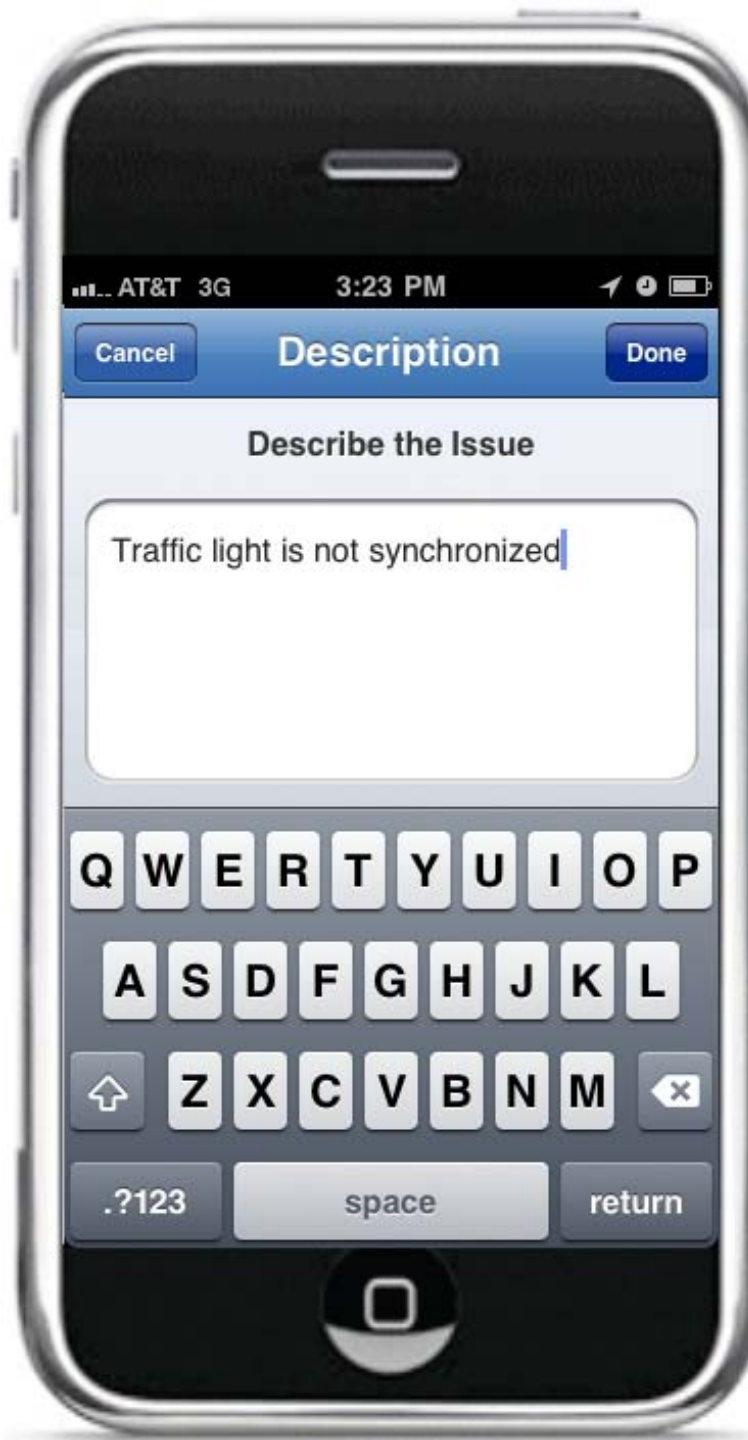 AT&T 3G 3:23 PM
Cancel Description Done
Describe the Issue
Traffic light is not synchronized
Q W E R T Y U I O P
A S D F G H J K L
Z X C V B N M
.?123 space return